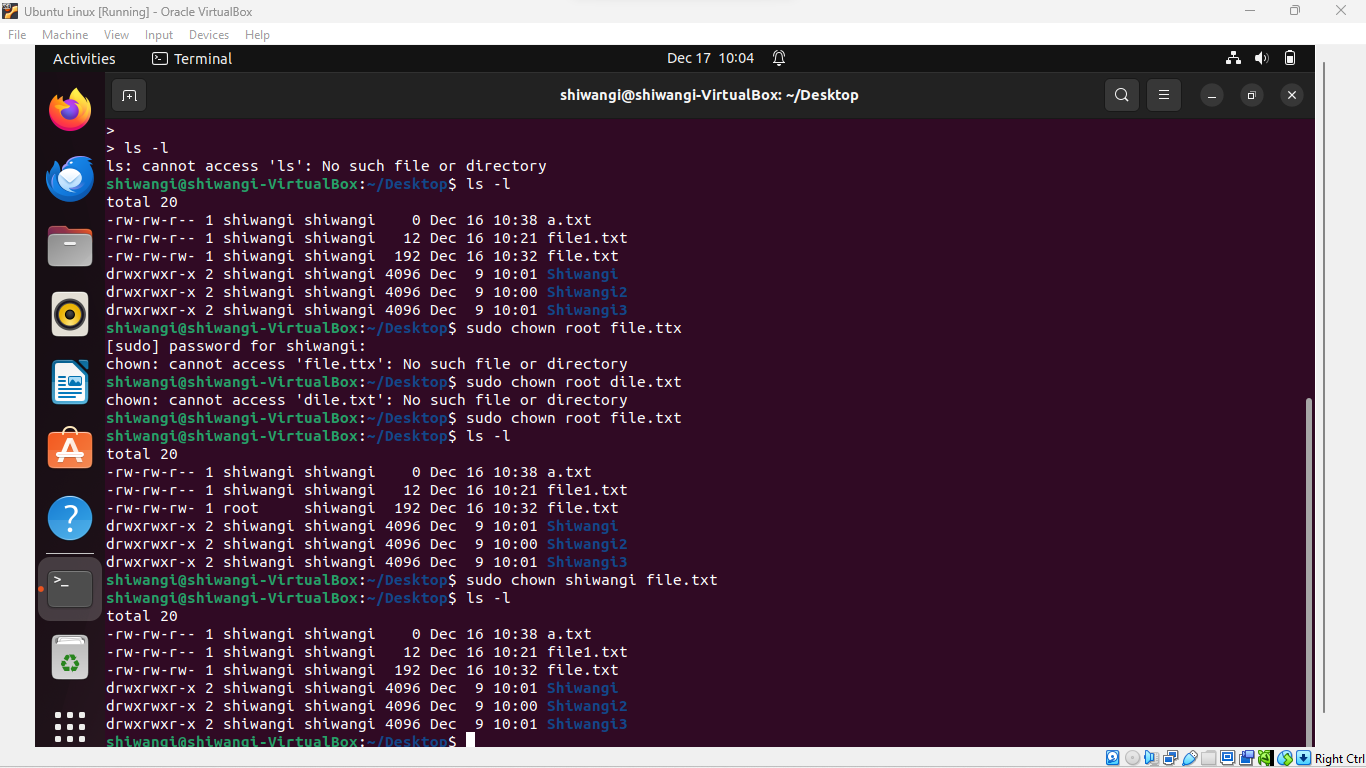 Ubuntu Linux [Running] - Oracle VirtualBox
File Machine View Input Devices Help
Activities Terminal Dec 17 10:04
shiwangi@shiwangi-VirtualBox: ~/Desktop
>
> ls -l
ls: cannot access 'ls': No such file or directory
shiwangi@shiwangi-VirtualBox:~/Desktop$ ls -l
total 20
-rw-rw-r-- 1 shiwangi shiwangi    0 Dec 16 10:38 a.txt
-rw-rw-r-- 1 shiwangi shiwangi   12 Dec 16 10:21 file1.txt
-rw-rw-rw- 1 shiwangi shiwangi  192 Dec 16 10:32 file.txt
drwxrwxr-x 2 shiwangi shiwangi 4096 Dec  9 10:01 Shiwangi
drwxrwxr-x 2 shiwangi shiwangi 4096 Dec  9 10:00 Shiwangi2
drwxrwxr-x 2 shiwangi shiwangi 4096 Dec  9 10:01 Shiwangi3
shiwangi@shiwangi-VirtualBox:~/Desktop$ sudo chown root file.ttx
[sudo] password for shiwangi:
chown: cannot access 'file.ttx': No such file or directory
shiwangi@shiwangi-VirtualBox:~/Desktop$ sudo chown root dile.txt
chown: cannot access 'dile.txt': No such file or directory
shiwangi@shiwangi-VirtualBox:~/Desktop$ sudo chown root file.txt
shiwangi@shiwangi-VirtualBox:~/Desktop$ ls -l
total 20
-rw-rw-r-- 1 shiwangi shiwangi    0 Dec 16 10:38 a.txt
-rw-rw-r-- 1 shiwangi shiwangi   12 Dec 16 10:21 file1.txt
-rw-rw-rw- 1 root     shiwangi  192 Dec 16 10:32 file.txt
drwxrwxr-x 2 shiwangi shiwangi 4096 Dec  9 10:01 Shiwangi
drwxrwxr-x 2 shiwangi shiwangi 4096 Dec  9 10:00 Shiwangi2
drwxrwxr-x 2 shiwangi shiwangi 4096 Dec  9 10:01 Shiwangi3
shiwangi@shiwangi-VirtualBox:~/Desktop$ sudo chown shiwangi file.txt
shiwangi@shiwangi-VirtualBox:~/Desktop$ ls -l
total 20
-rw-rw-r-- 1 shiwangi shiwangi    0 Dec 16 10:38 a.txt
-rw-rw-r-- 1 shiwangi shiwangi   12 Dec 16 10:21 file1.txt
-rw-rw-rw- 1 shiwangi shiwangi  192 Dec 16 10:32 file.txt
drwxrwxr-x 2 shiwangi shiwangi 4096 Dec  9 10:01 Shiwangi
drwxrwxr-x 2 shiwangi shiwangi 4096 Dec  9 10:00 Shiwangi2
drwxrwxr-x 2 shiwangi shiwangi 4096 Dec  9 10:01 Shiwangi3
shiwangi@shiwangi-VirtualBox:~/Desktop$
Right Ctrl